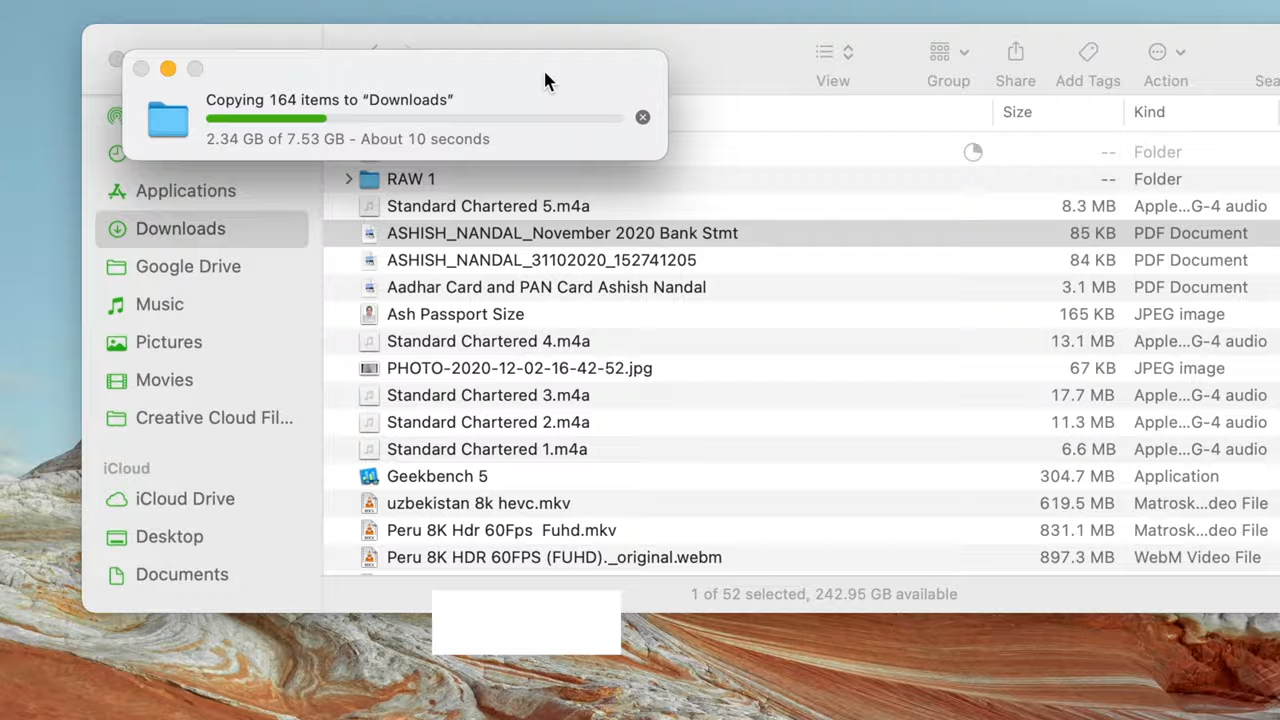 View
Group
Share
Add Tags
Action
Sea
Copying 164 items to “Downloads”
2.34 GB of 7.53 GB - About 10 seconds
Size Kind
-- Folder
RAW 1 -- Folder
Standard Chartered 5.m4a 8.3 MB Apple...G-4 audio
ASHISH_NANDAL_November 2020 Bank Stmt 85 KB PDF Document
ASHISH_NANDAL_31102020_152741205 84 KB PDF Document
Aadhar Card and PAN Card Ashish Nandal 3.1 MB PDF Document
Ash Passport Size 165 KB JPEG image
Standard Chartered 4.m4a 13.1 MB Apple...G-4 audio
PHOTO-2020-12-02-16-42-52.jpg 67 KB JPEG image
Standard Chartered 3.m4a 17.7 MB Apple...G-4 audio
Standard Chartered 2.m4a 11.3 MB Apple...G-4 audio
Standard Chartered 1.m4a 6.6 MB Apple...G-4 audio
Geekbench 5 304.7 MB Application
uzbekistan 8k hevc.mkv 619.5 MB Matrosk...deo File
Peru 8K Hdr 60Fps  Fuhd.mkv 831.1 MB Matrosk...deo File
Peru 8K HDR 60FPS (FUHD)._original.webm 897.3 MB WebM Video File
1 of 52 selected, 242.95 GB available
Applications
Downloads
Google Drive
Music
Pictures
Movies
Creative Cloud Fil...
iCloud
iCloud Drive
Desktop
Documents